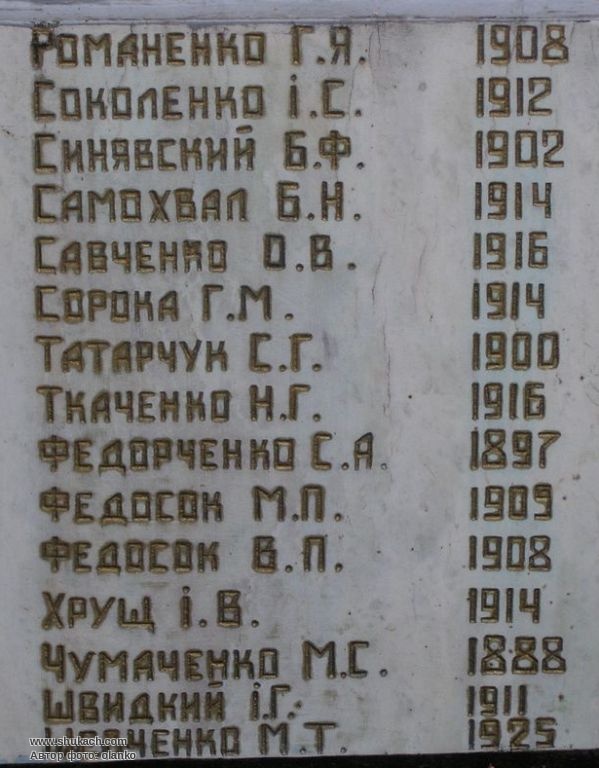 Романенко Г.Я. 1908
Соколенко І.С. 1912
Синявский Б.Ф. 1902
Самохвал Б.Н. 1914
Савченко О.В. 1916
Сорока Г.М. 1914
Татарчук С.Г. 1900
Ткаченко Н.Г. 1916
Федорченко С.А. 1897
Федосок М.П. 1909
Федосок В.П. 1908
Хрущ І.В. 1914
Чумаченко М.С. 1888
Швидкий І.Г. 1911
М.Т. 1925
www.shukach.com
Автор фото: olanko